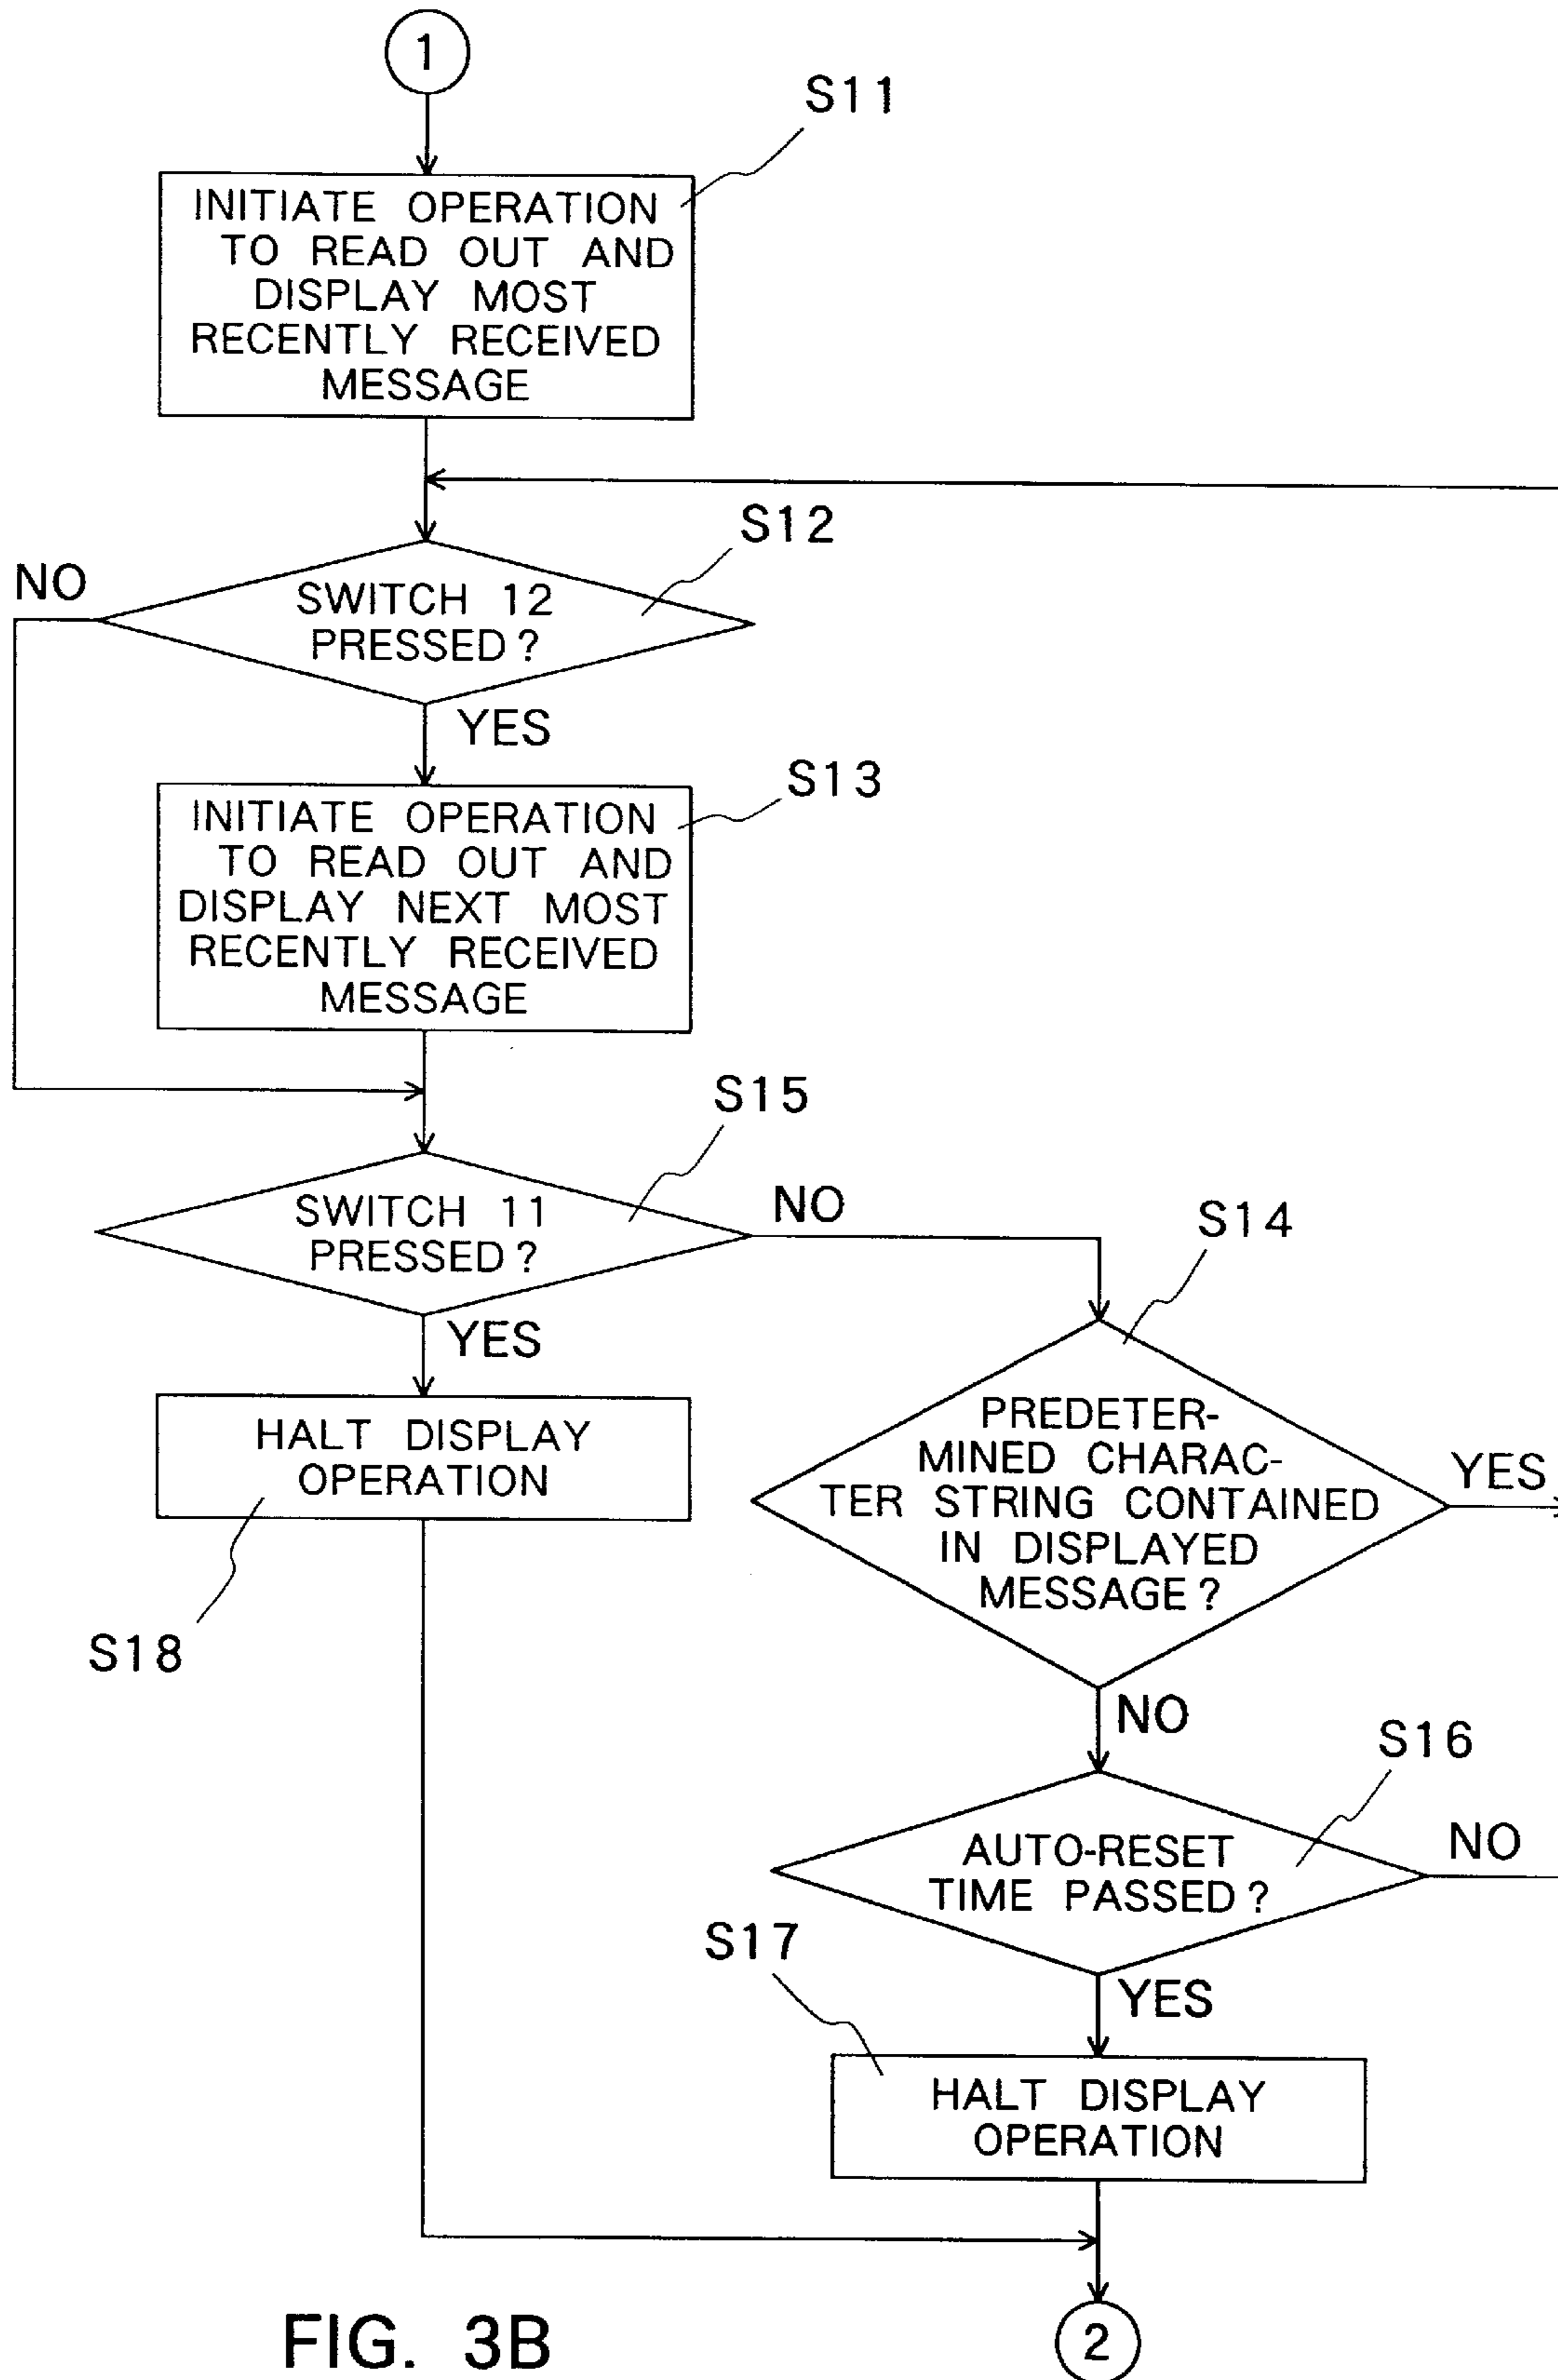 1
S11
INITIATE OPERATION
TO READ OUT AND
DISPLAY MOST
RECENTLY RECEIVED
MESSAGE
S12
NO
SWITCH 12
PRESSED?
YES
S13
INITIATE OPERATION
TO READ OUT AND
DISPLAY NEXT MOST
RECENTLY RECEIVED
MESSAGE
S15
SWITCH 11
PRESSED?
NO
YES
S14
PREDETER-
MINED CHARAC-
TER STRING CONTAINED
IN DISPLAYED
MESSAGE?
YES
HALT DISPLAY
OPERATION
S18
NO
S16
AUTO-RESET
TIME PASSED?
NO
S17
YES
HALT DISPLAY
OPERATION
2
FIG. 3B